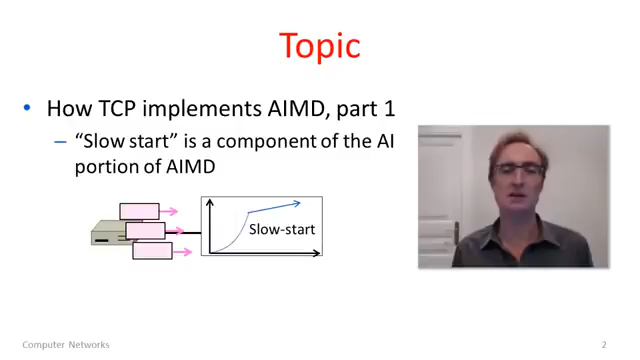 Topic
• How TCP implements AIMD, part 1
– “Slow start” is a component of the AI
portion of AIMD
Slow-start
Computer Networks
2